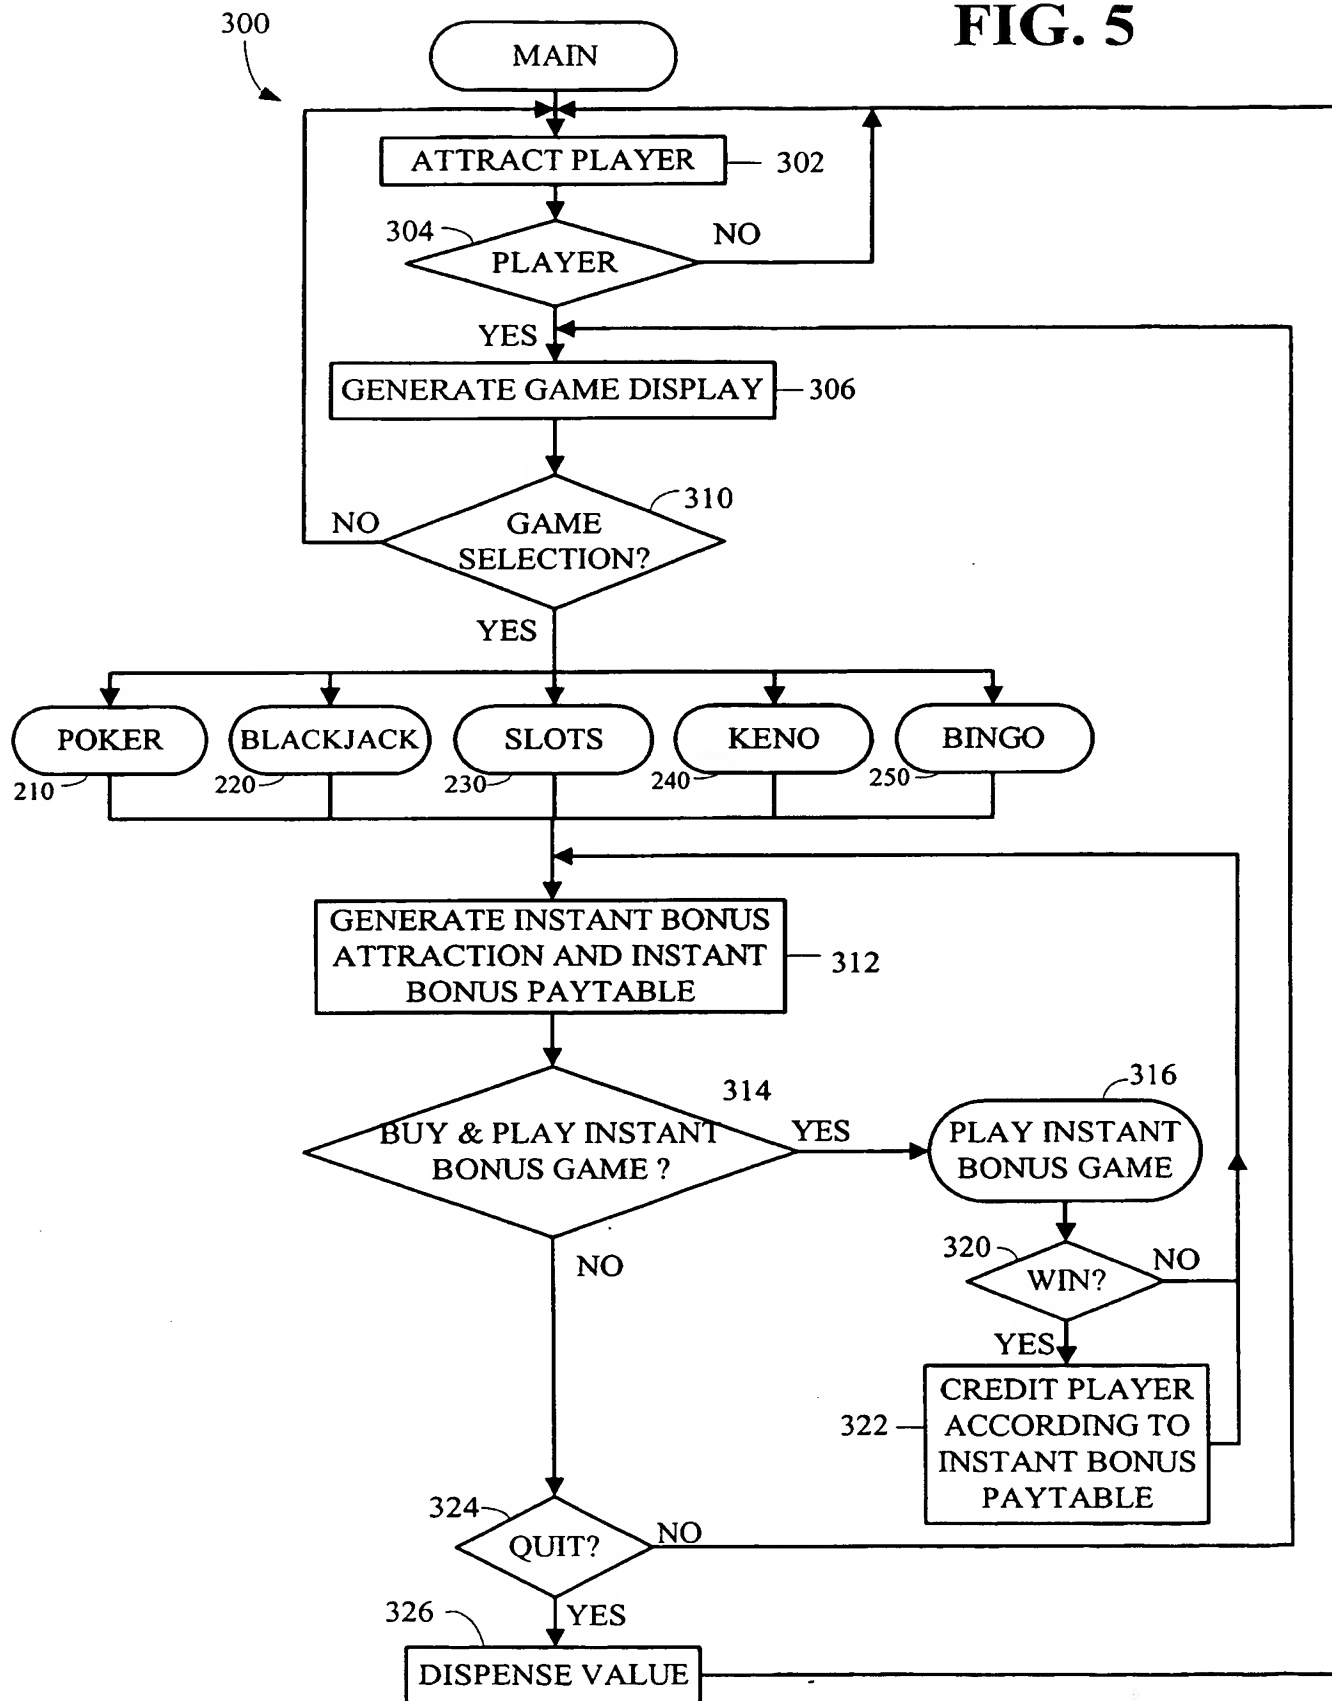 FIG. 5
300
MAIN
ATTRACT PLAYER
302
304
PLAYER
NO
YES
GENERATE GAME DISPLAY
306
310
GAME
SELECTION?
NO
YES
POKER
BLACKJACK
SLOTS
KENO
BINGO
210
220
230
240
250
GENERATE INSTANT BONUS
ATTRACTION AND INSTANT
BONUS PAYTABLE
312
314
BUY & PLAY INSTANT
BONUS GAME ?
YES
NO
316
PLAY INSTANT
BONUS GAME
320
WIN?
NO
YES
322
CREDIT PLAYER
ACCORDING TO
INSTANT BONUS
PAYTABLE
324
QUIT?
NO
YES
326
DISPENSE VALUE